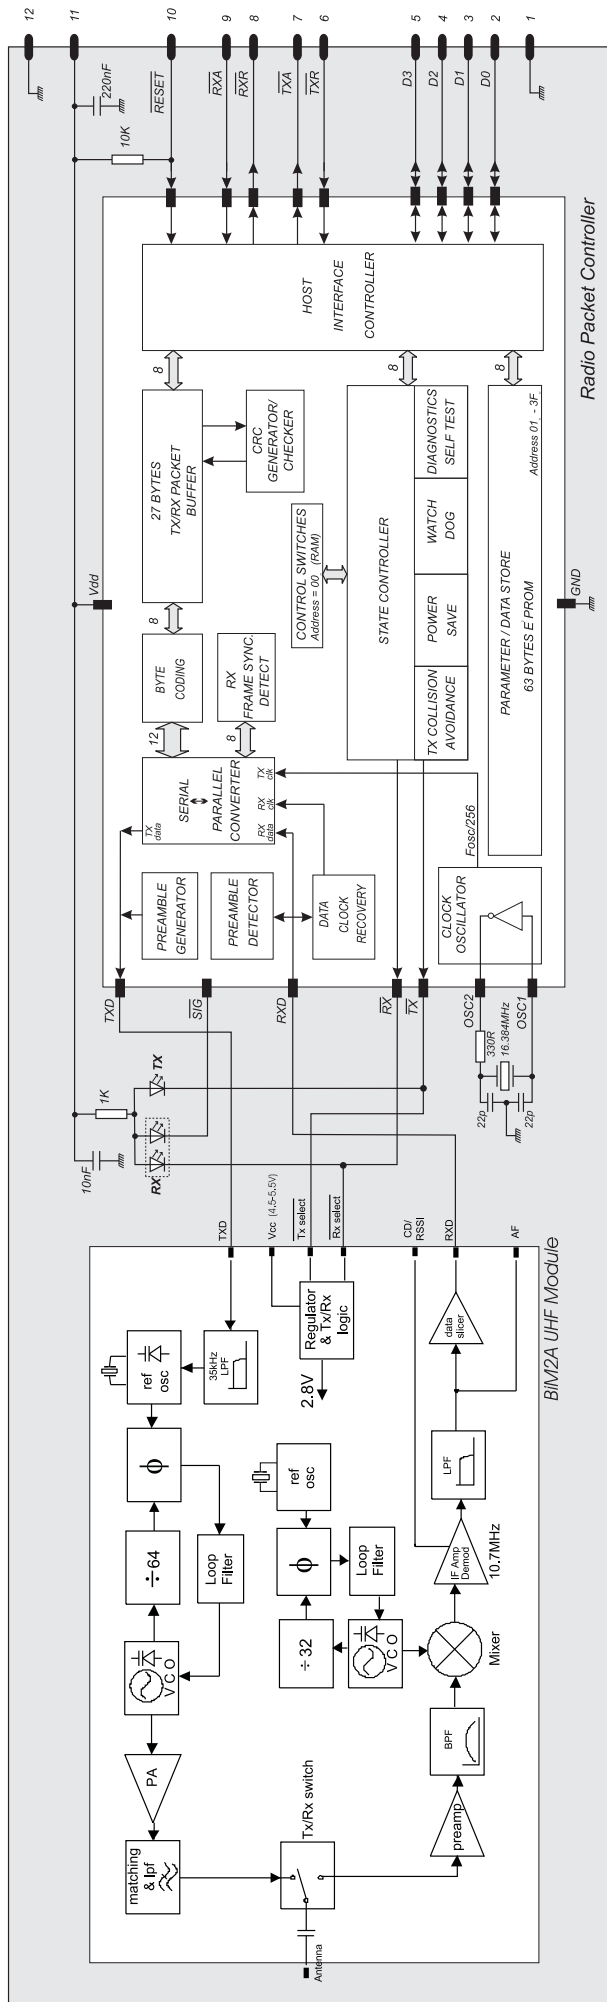 12
11
10
9
8
7
6
5
4
3
2
1
220nF
10K
RESET
RXA
RXR
TXA
TXR
D3
D2
D1
D0
Radio Packet Controller
HOST
INTERFACE
CONTROLLER
8
8
8
27 BYTES
TX/RX PACKET
BUFFER
CRC
GENERATOR/
CHECKER
CONTROL SWITCHES
Address = 00 (RAM)
STATE CONTROLLER
DIAGNOSTICS
SELF TEST
WATCH
DOG
POWER
SAVE
TX COLLISION
AVOIDANCE
PARAMETER / DATA STORE
63 BYTES E PROM
Address 01 - 3F
Vdd
GND
8
BYTE
CODING
RX
FRAME SYNC.
DETECT
12
8
SERIAL
PARALLEL
CONVERTER
TX
data
TX
clk
RX
clk
RX
data
Fosc/256
PREAMBLE
GENERATOR
PREAMBLE
DETECTOR
DATA
CLOCK
RECOVERY
CLOCK
OSCILLATOR
TXD
SIG
RXD
RX
TX
OSC2
OSC1
330R
16.384MHz
22p
22p
1K
10nF
TX
RX
TXD
Vcc (4.5-5.5V)
Tx select
Rx select
CD/
RSSI
RXD
AF
BIM2A UHF Module
ref
osc
35kHz
LPF
Regulator
& Tx/Rx
logic
2.8V
data
slicer
ϕ
÷64
Loop
Filter
VCO
ref
osc
ϕ
Loop
Filter
÷32
VCO
LPF
IF Amp
Demod
10.7MHz
Mixer
PA
BPF
matching
& lpf
Tx/Rx switch
preamp
Antenna